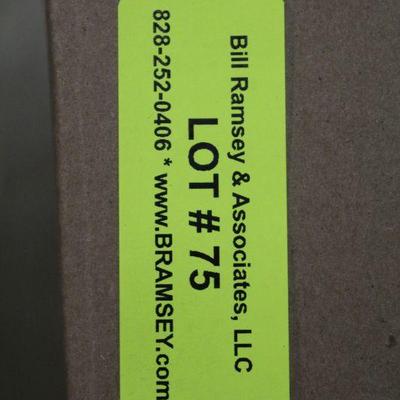 Bill Ramsey & Associates, LLC
LOT # 75
828-252-0406 * www.BRAMSEY.com